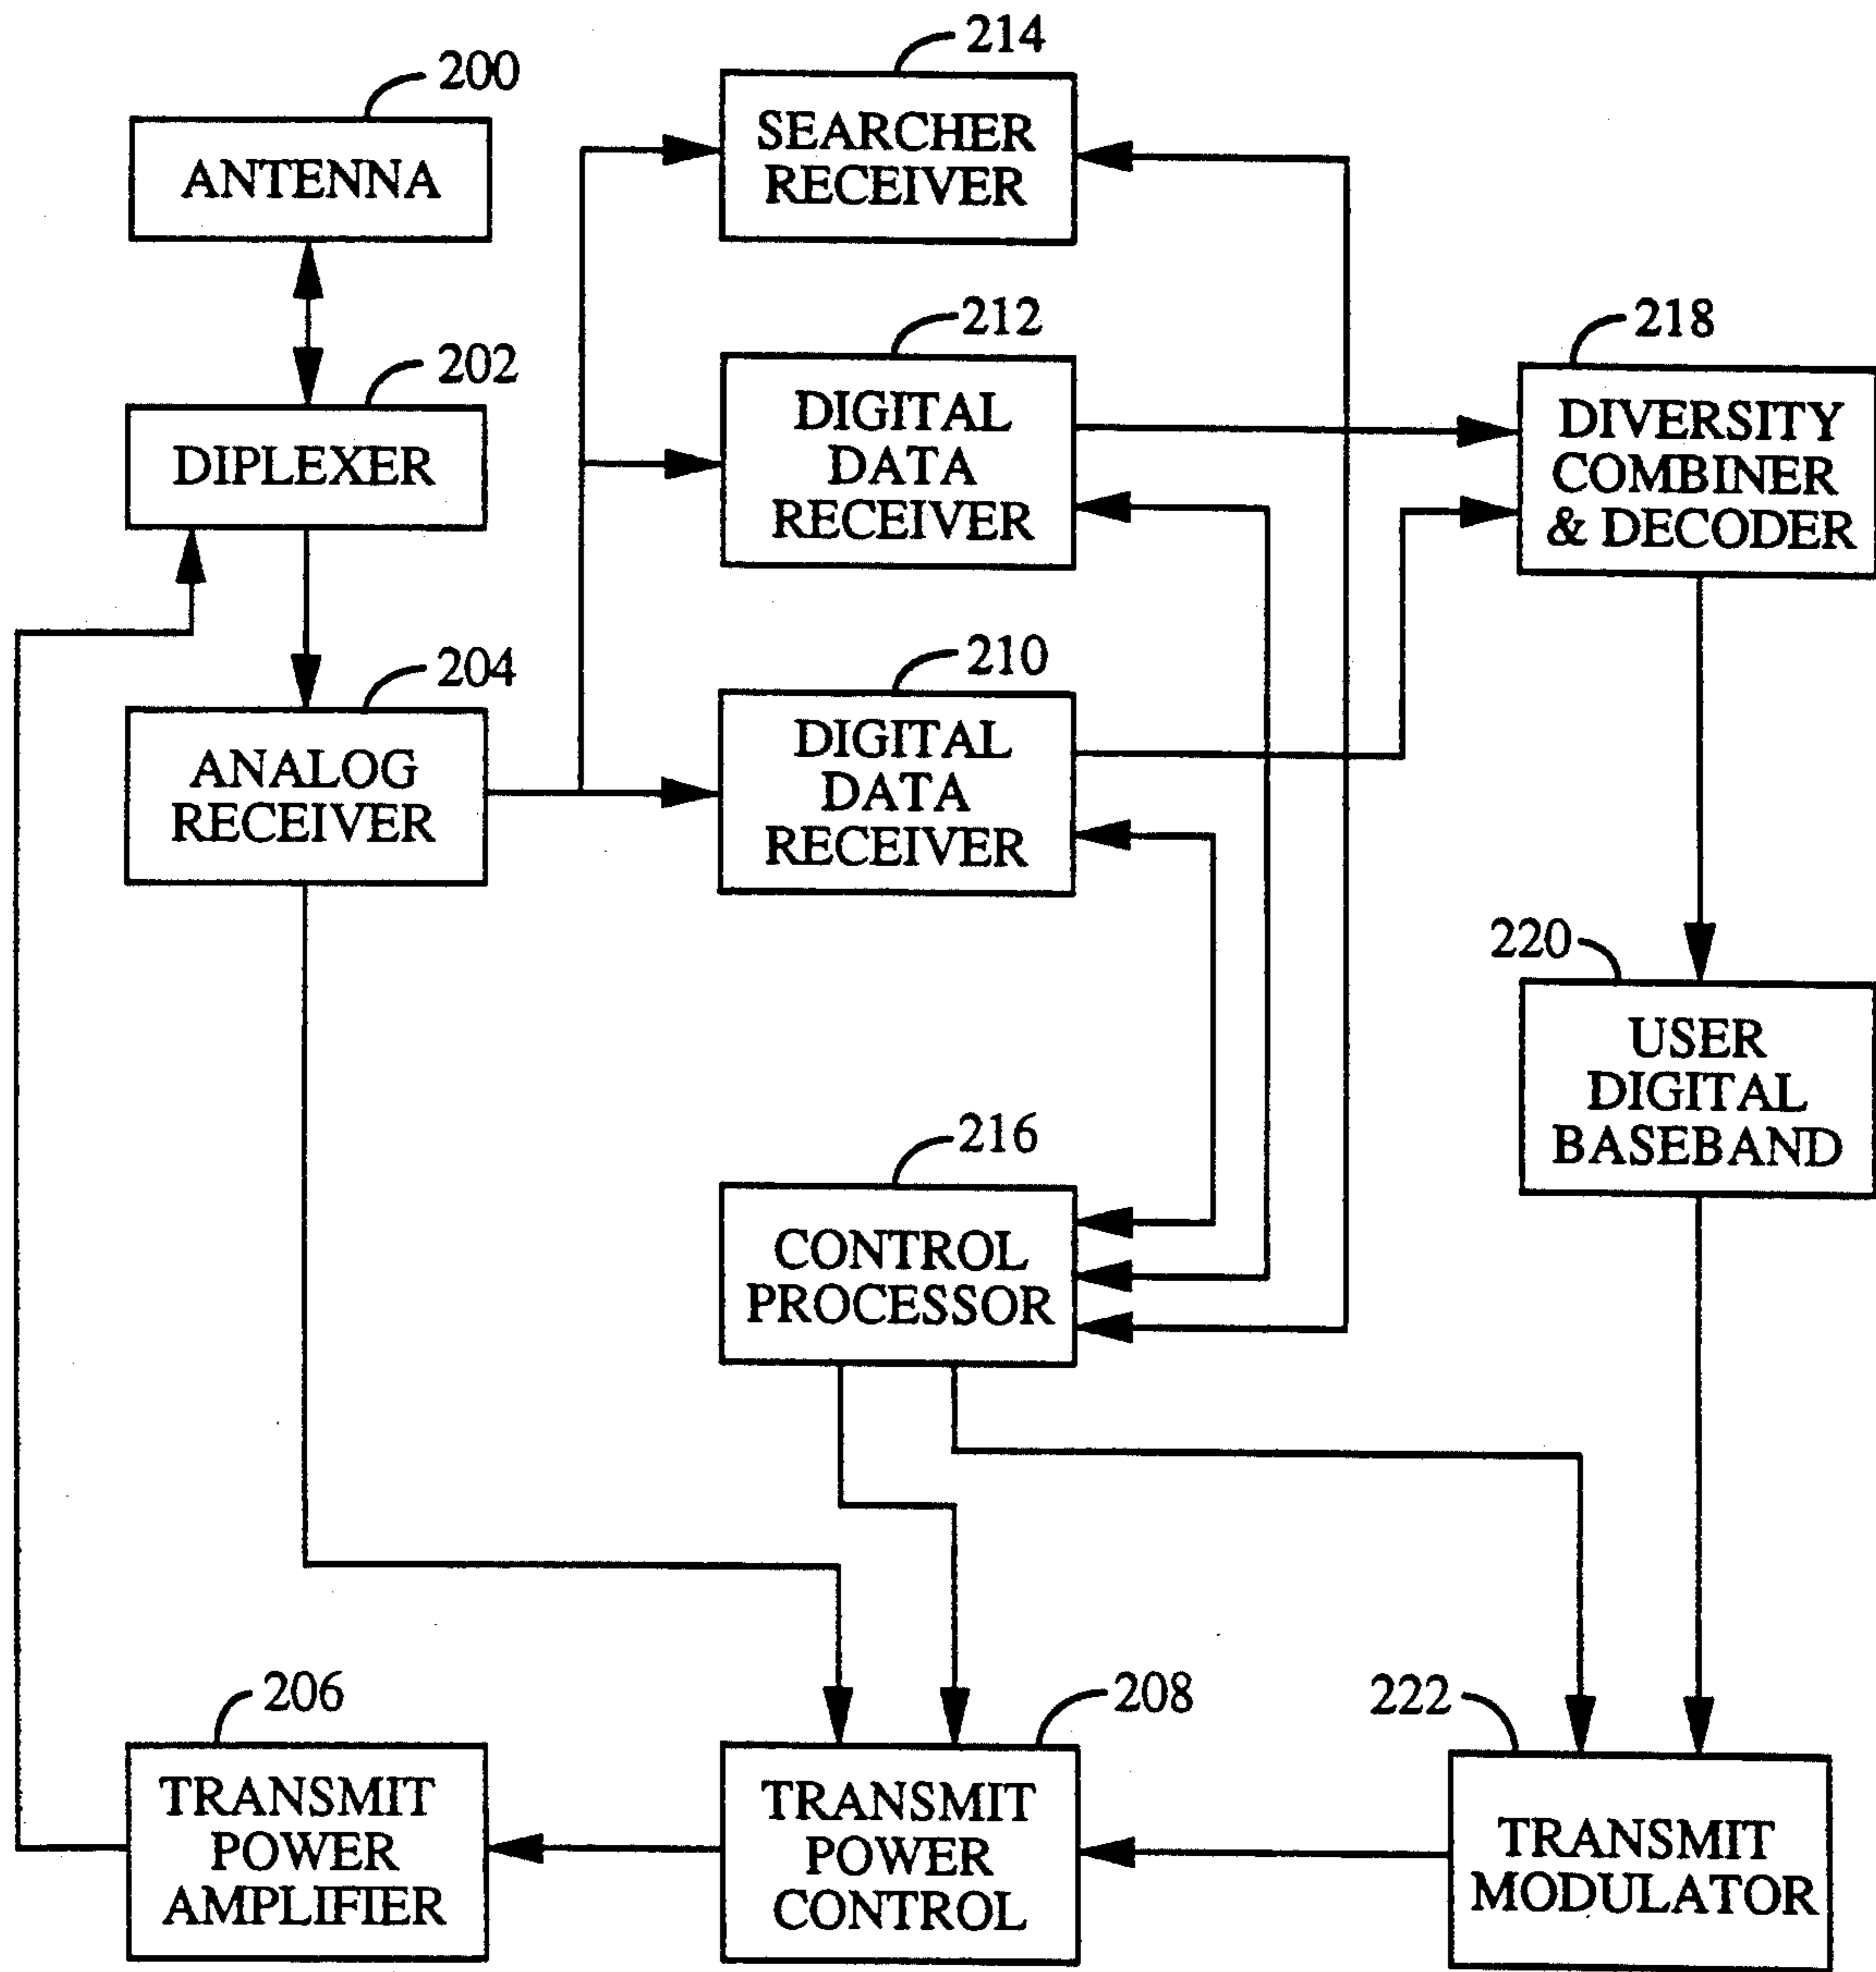 200
ANTENNA
202
DIPLEXER
204
ANALOG
RECEIVER
214
SEARCHER
RECEIVER
212
DIGITAL
DATA
RECEIVER
210
DIGITAL
DATA
RECEIVER
218
DIVERSITY
COMBINER
& DECODER
220
USER
DIGITAL
BASEBAND
216
CONTROL
PROCESSOR
206
TRANSMIT
POWER
AMPLIFIER
208
TRANSMIT
POWER
CONTROL
222
TRANSMIT
MODULATOR